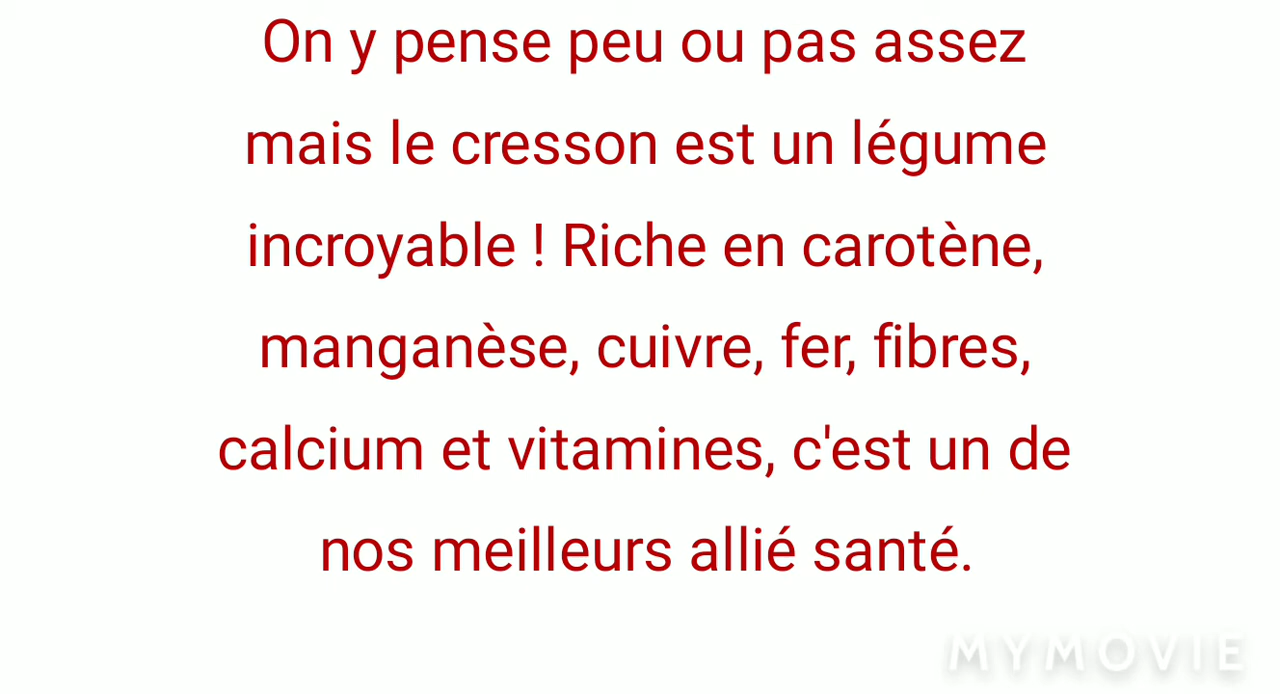 On y pense peu ou pas assez
mais le cresson est un légume
incroyable ! Riche en carotène,
manganèse, cuivre, fer, fibres,
calcium et vitamines, c'est un de
nos meilleurs allié santé.
MYMOVIE